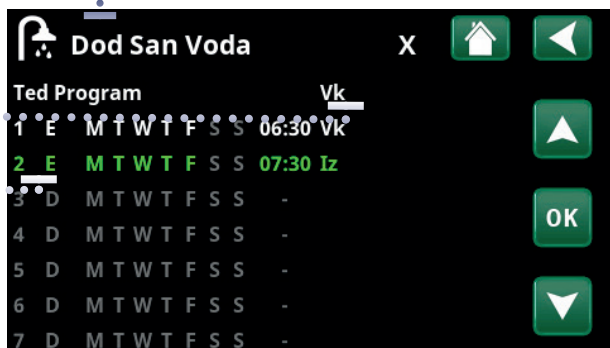 Dod San Voda X
Ted Program Vk
1 E M T W T F S S 06:30 Vk
2 E M T W T F S S 07:30 Iz
3 D M T W T F S S -
OK
4 D M T W T F S S -
5 D M T W T F S S -
6 D M T W T F S S -
7 D M T W T F S S -